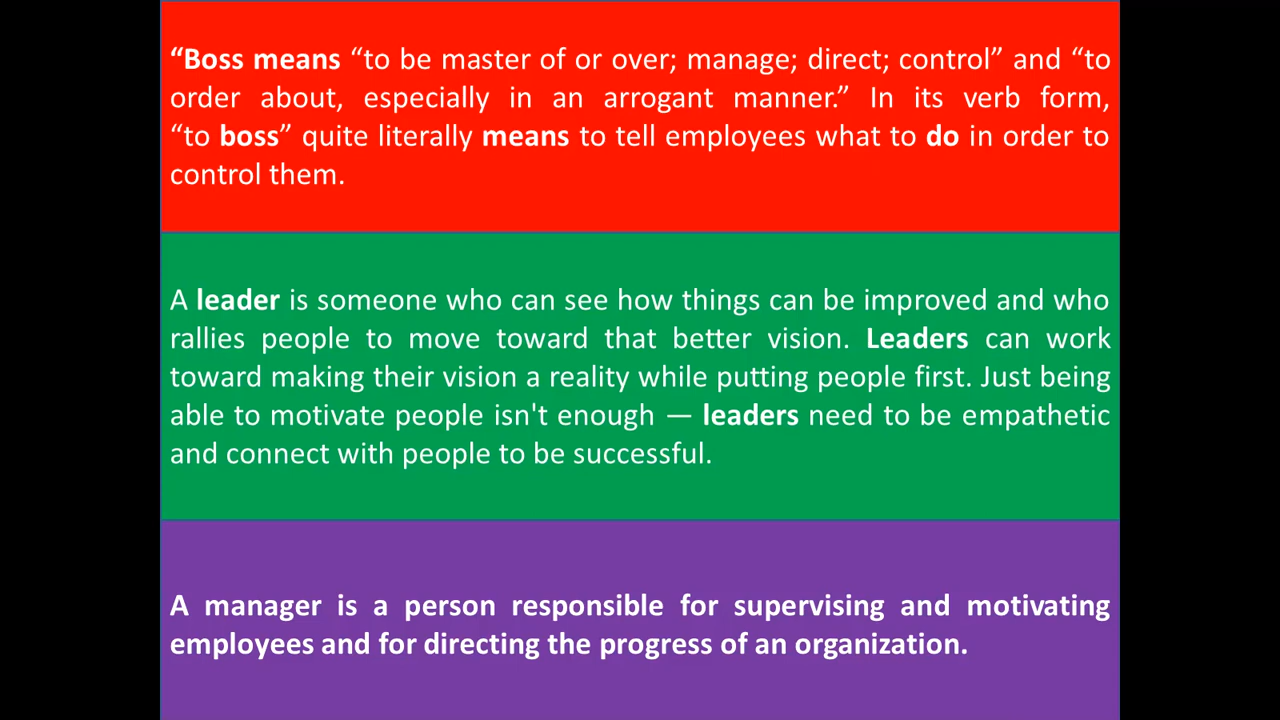 “Boss means “to be master of or over; manage; direct; control” and “to
order about, especially in an arrogant manner.” In its verb form,
“to boss” quite literally means to tell employees what to do in order to
control them.
A leader is someone who can see how things can be improved and who
rallies people to move toward that better vision. Leaders can work
toward making their vision a reality while putting people first. Just being
able to motivate people isn't enough — leaders need to be empathetic
and connect with people to be successful.
A manager is a person responsible for supervising and motivating
employees and for directing the progress of an organization.